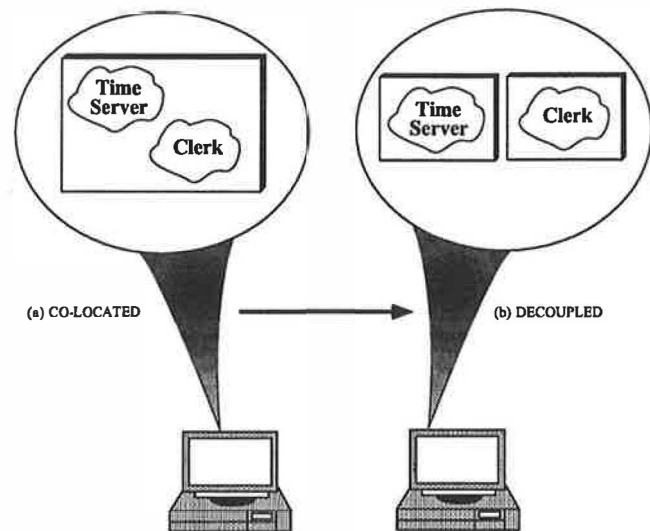 Time
Server
Clerk
Time
Server
Clerk
(a) CO-LOCATED
(b) DECOUPLED